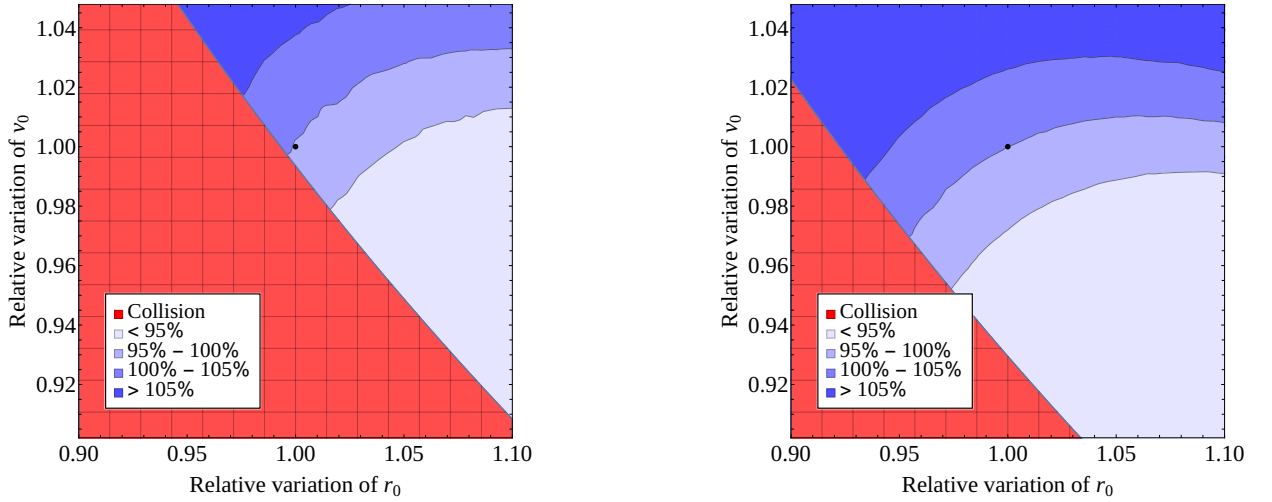 1.04
1.02
1.00
0.98
0.96
0.94
0.92
Relative variation of v0
Collision
< 95%
95% – 100%
100% – 105%
> 105%
0.90
0.95
1.00
1.05
1.10
Relative variation of r0
1.04
1.02
1.00
0.98
0.96
0.94
0.92
Relative variation of v0
Collision
< 95%
95% – 100%
100% – 105%
> 105%
0.90
0.95
1.00
1.05
1.10
Relative variation of r0